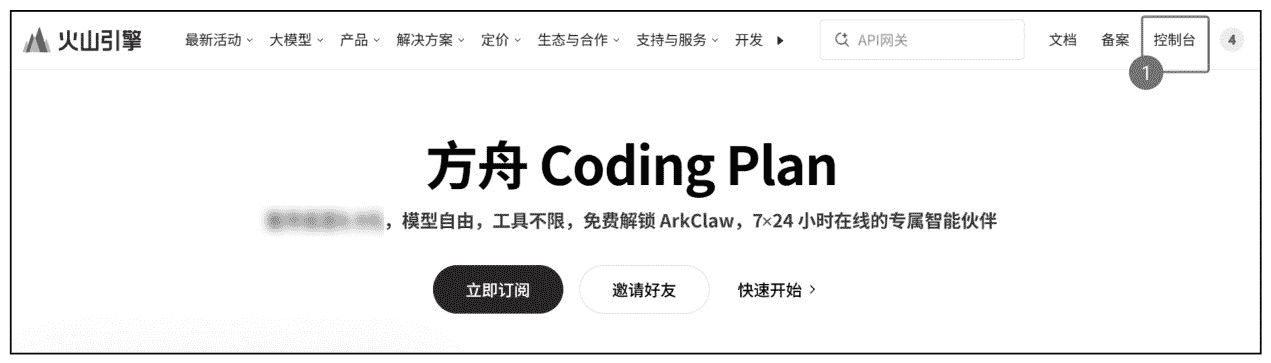 火山引擎 最新活动 大模型 产品 解决方案 定价 生态与合作 支持与服务 开发 API网关 文档 备案 控制台 4
1
方舟 Coding Plan
，模型自由，工具不限，免费解锁 ArkClaw，7×24 小时在线的专属智能伙伴
立即订阅 邀请好友 快速开始